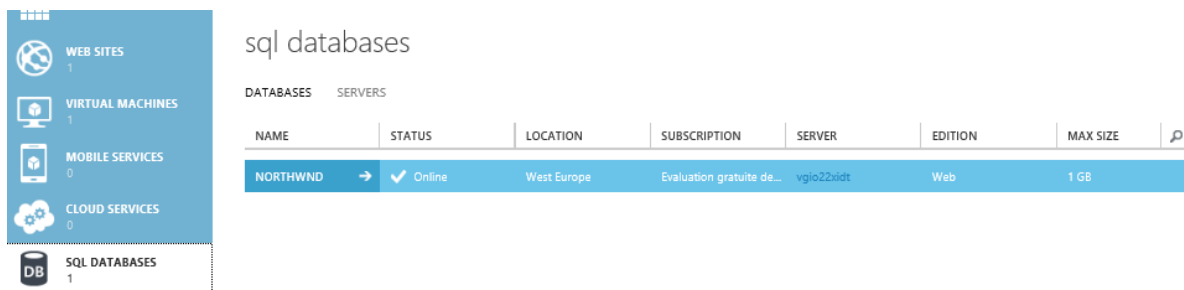 WEB SITES
1
VIRTUAL MACHINES
1
MOBILE SERVICES
0
CLOUD SERVICES
0
DB
SQL DATABASES
1
sql databases
DATABASES SERVERS
NAME STATUS LOCATION SUBSCRIPTION SERVER EDITION MAX SIZE
NORTHWND Online West Europe Evaluation gratuite de... vgio22xidt Web 1 GB